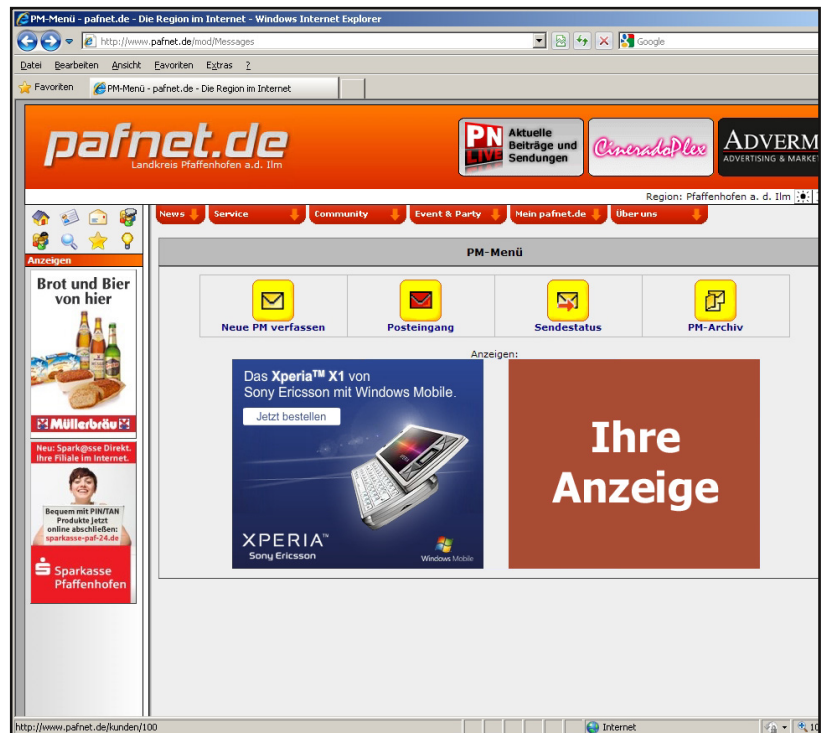 PM-Menü - pafnet.de - Die Region im Internet - Windows Internet Explorer
http://www.pafnet.de/mod/Messages
Google
Datei Bearbeiten Ansicht Favoriten Extras ?
Favoriten PM-Menü - pafnet.de - Die Region im Internet
pafnet.de
Landkreis Pfaffenhofen a.d. Ilm
PN
LIVE
Aktuelle
Beiträge und
Sendungen
CineradoPlex
ADVERM
ADVERTISING & MARKET
Region: Pfaffenhofen a. d. Ilm
News Service Community Event & Party Mein pafnet.de Über uns
Anzeigen
PM-Menü
Brot und Bier
von hier
Müllerbräu
Neue PM verfassen Posteingang Sendestatus PM-Archiv
Anzeigen:
Das Xperia™ X1 von
Sony Ericsson mit Windows Mobile.
Jetzt bestellen
XPERIA™
Sony Ericsson
Windows Mobile
Ihre
Anzeige
Neu: Spark@sse Direkt.
Ihre Filiale im Internet.
Bequem mit PIN/TAN
Produkte jetzt
online abschließen:
sparkasse-paf-24.de
Sparkasse
Pfaffenhofen
http://www.pafnet.de/kunden/100
Internet
10